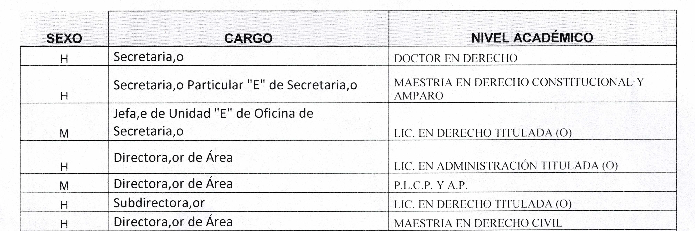 SEXO CARGO NIVEL ACADÉMICO
H Secretaria,o DOCTOR EN DERECHO
H Secretaria,o Particular "E" de Secretaria,o MAESTRIA EN DERECHO CONSTITUCIONAL Y
AMPARO
M Jefa,e de Unidad "E" de Oficina de
Secretaria,o LIC. EN DERECHO TITULADA (O)
H Directora,or de Área LIC. EN ADMINISTRACIÓN TITULADA (O)
M Directora,or de Área P.L.C.P. Y A.P.
H Subdirectora,or LIC. EN DERECHO TITULADA (O)
H Directora,or de Área MAESTRIA EN DERECHO CIVIL